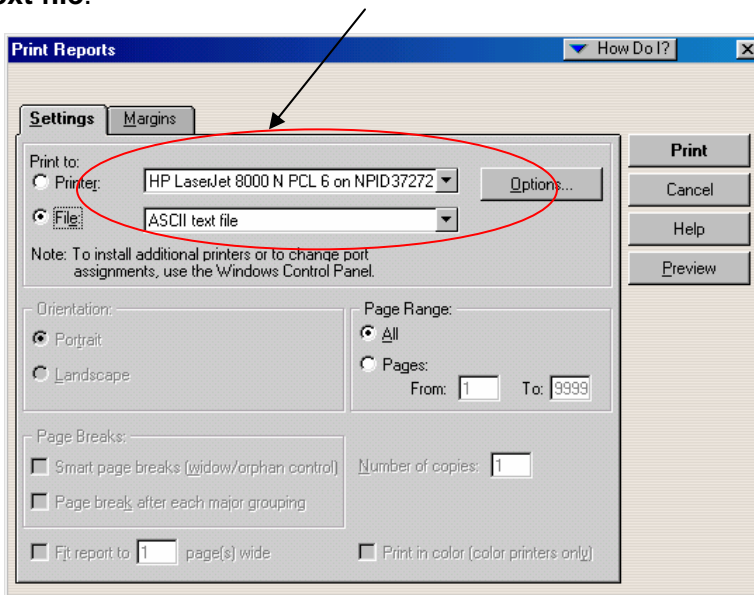 ext file.
Print Reports How Do I?
Settings Margins
Print to:
Printer: HP LaserJet 8000 N PCL 6 on NPID37272 Options...
File: ASCII text file
Note: To install additional printers or to change port
assignments, use the Windows Control Panel.
Print
Cancel
Help
Preview
Orientation:
Portrait
Landscape
Page Range:
All
Pages:
From: 1 To: 9999
Page Breaks:
Smart page breaks (widow/orphan control)
Page break after each major grouping
Number of copies: 1
Fit report to 1 page(s) wide
Print in color (color printers only)